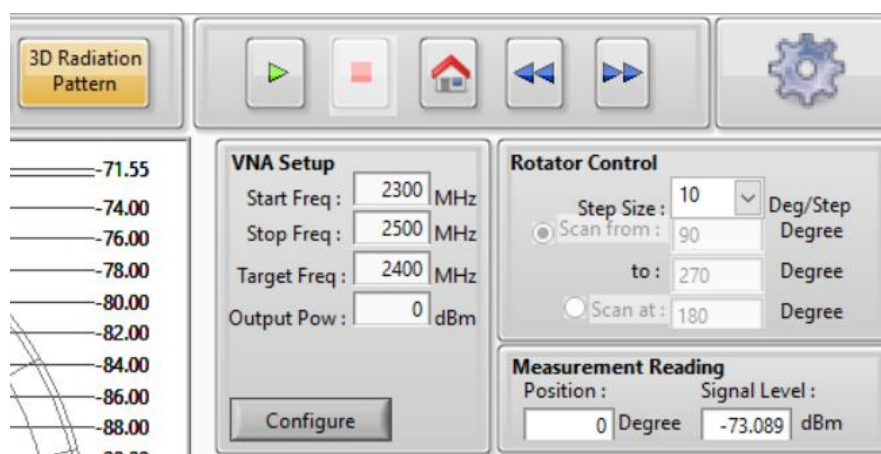 3D Radiation
Pattern
-71.55
-74.00
-76.00
-78.00
-80.00
-82.00
-84.00
-86.00
-88.00
VNA Setup
Start Freq : 2300 MHz
Stop Freq : 2500 MHz
Target Freq : 2400 MHz
Output Pow : 0 dBm
Configure
Rotator Control
Step Size : 10 Deg/Step
Scan from : 90 Degree
to : 270 Degree
Scan at : 180 Degree
Measurement Reading
Position : Signal Level :
0 Degree -73.089 dBm